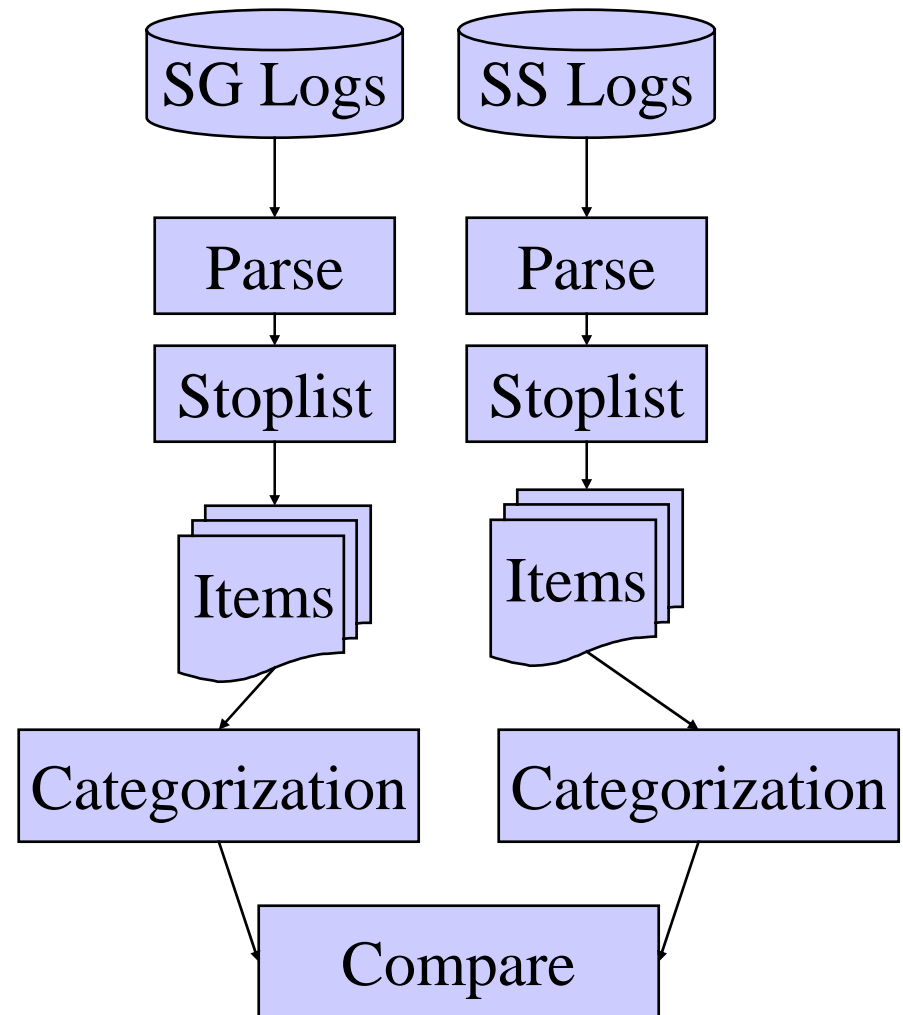 SG Logs
SS Logs
Parse
Parse
Stoplist
Stoplist
Items
Items
Categorization
Categorization
Compare